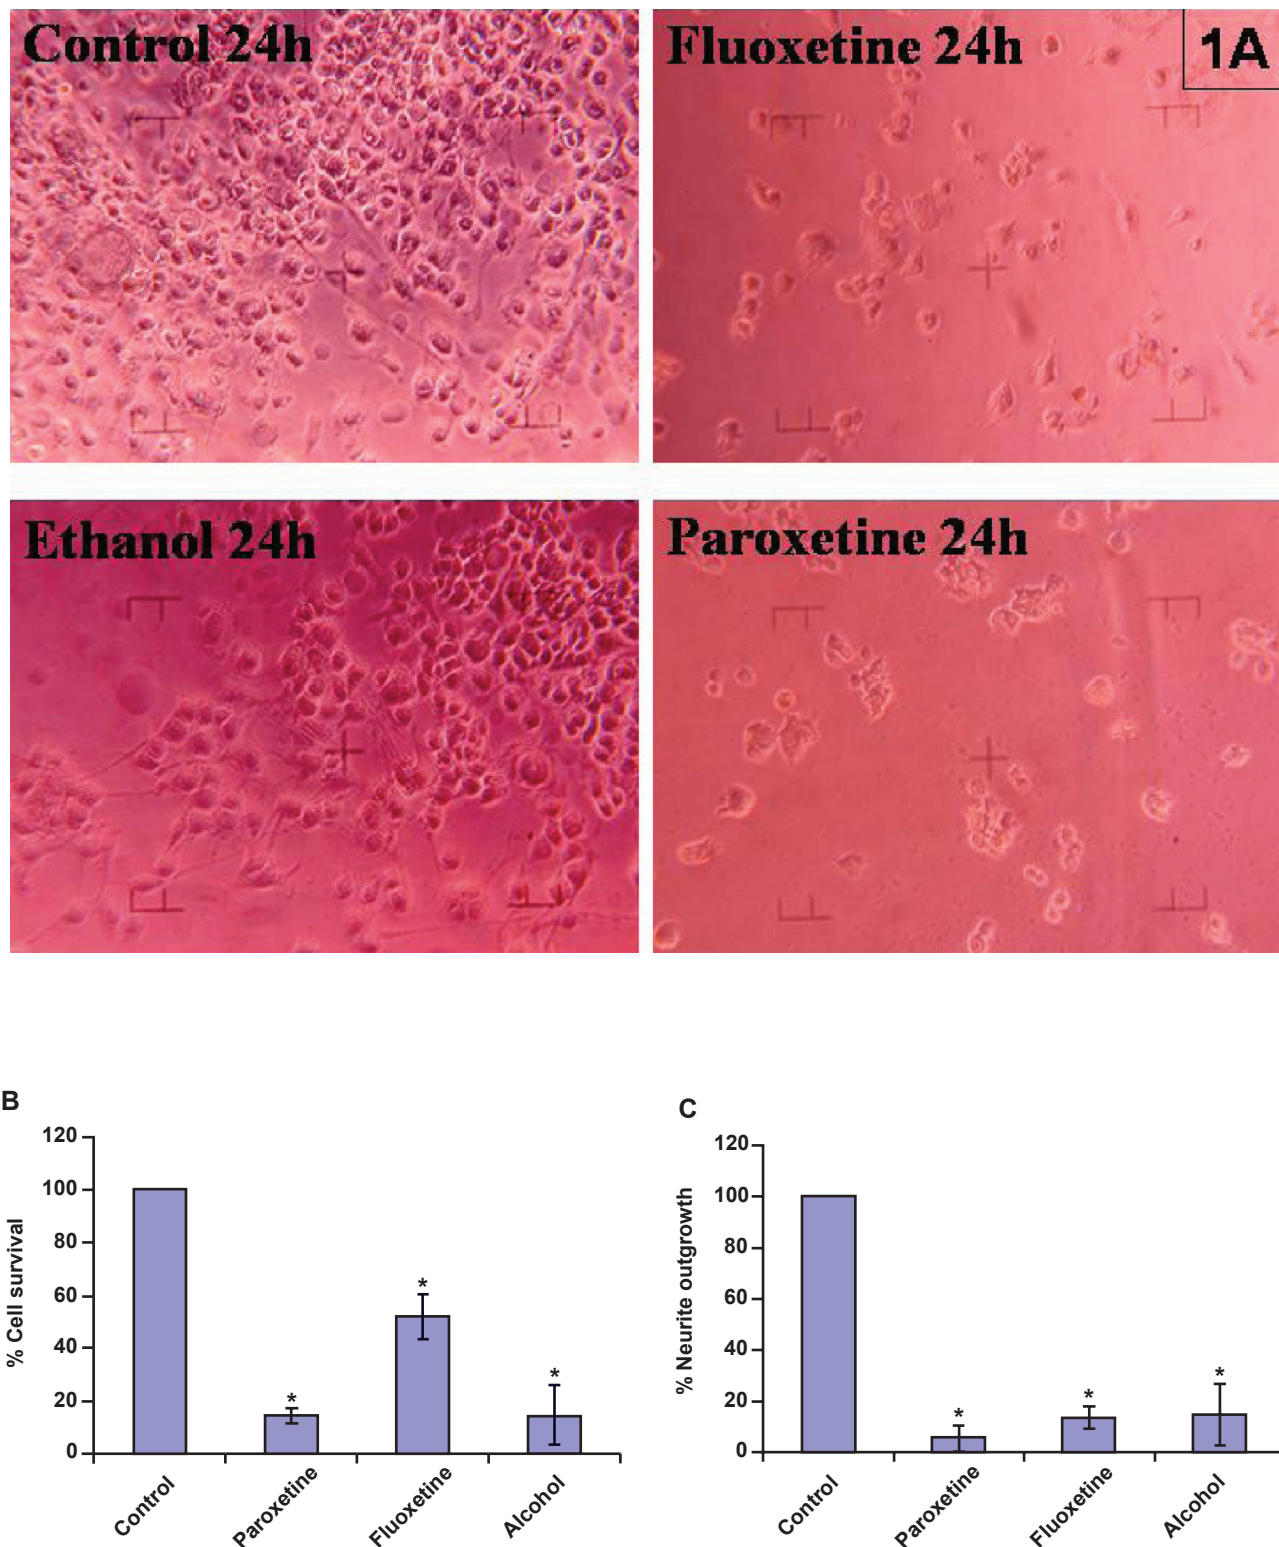 Control 24h
Fluoxetine 24h
1A
Ethanol 24h
Paroxetine 24h
B
120
100
80
60
40
20
0
% Cell survival
*
*
*
Control
Paroxetine
Fluoxetine
Alcohol
C
120
100
80
60
40
20
0
% Neurite outgrowth
*
*
*
Control
Paroxetine
Fluoxetine
Alcohol